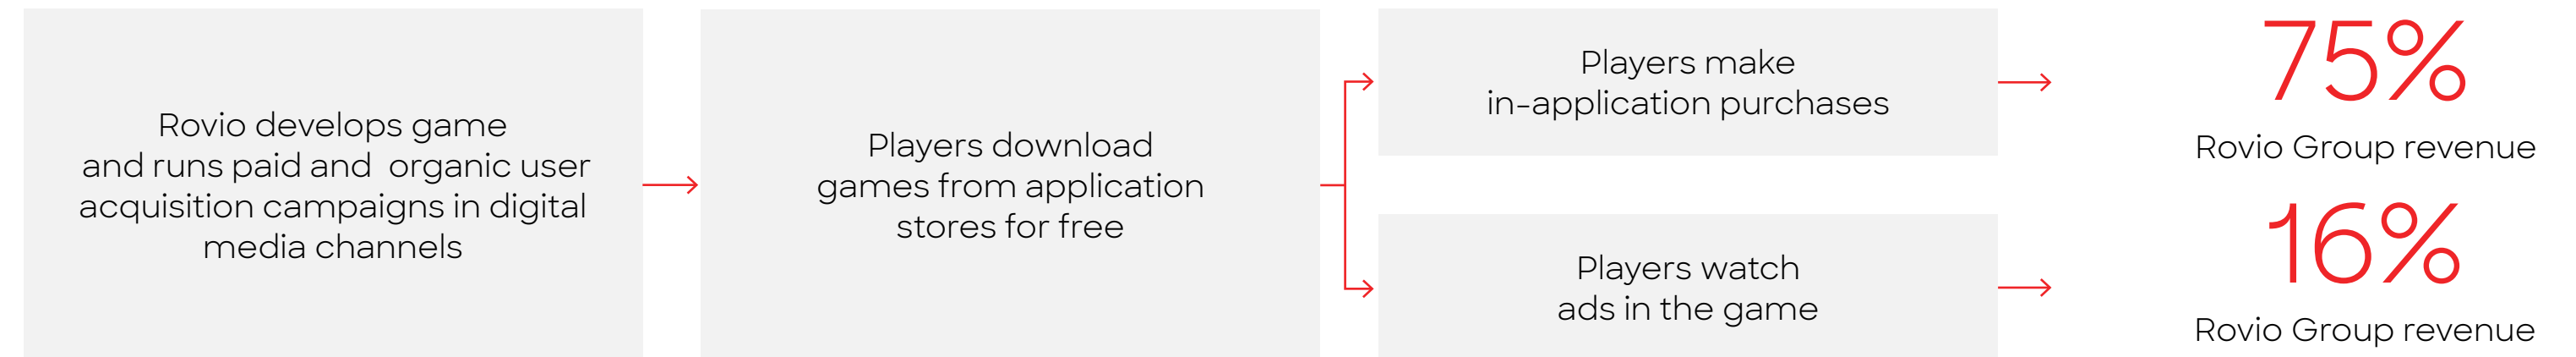 Rovio develops game
and runs paid and  organic user
acquisition campaigns in digital
media channels
Players download
games from application
stores for free
Players make
in-application purchases
75%
Rovio Group revenue
Players watch
ads in the game
16%
Rovio Group revenue